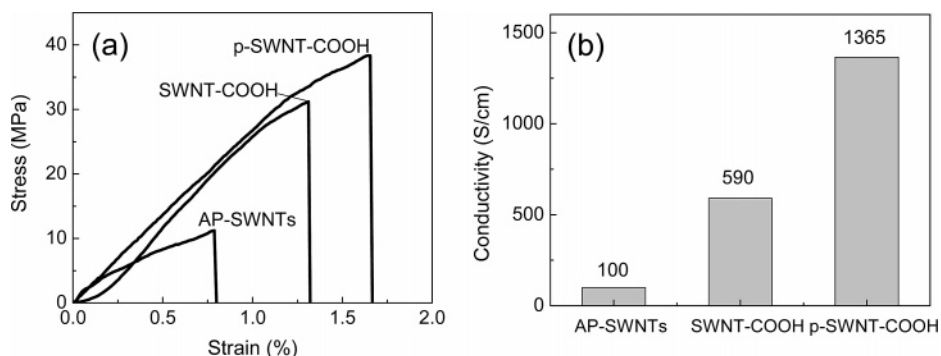 (a)
p-SWNT-COOH
SWNT-COOH
AP-SWNTs
Stress (MPa)
40
30
20
10
0
0.0 0.5 1.0 1.5 2.0
Strain (%)
(b)
1365
590
100
Conductivity (S/cm)
1500
1000
500
0
AP-SWNTs SWNT-COOH p-SWNT-COOH